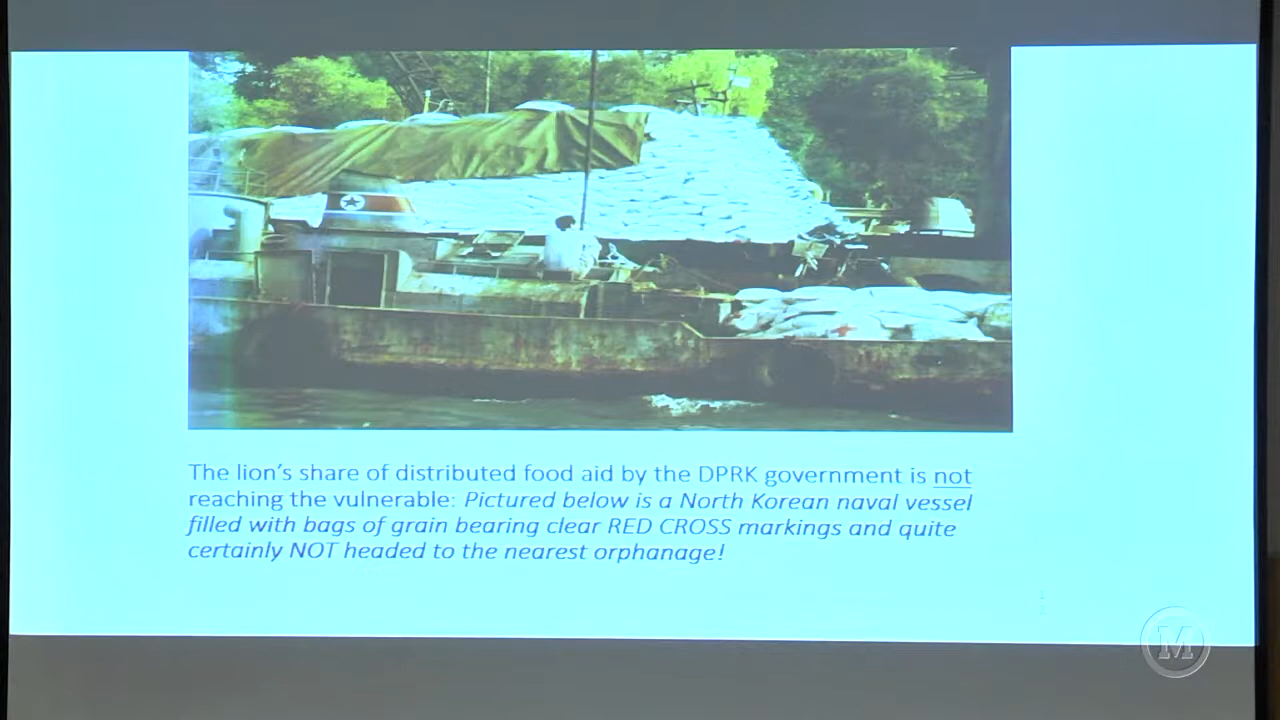 The lion's share of distributed food aid by the DPRK government is not
reaching the vulnerable: Pictured below is a North Korean naval vessel
filled with bags of grain bearing clear RED CROSS markings and quite
certainly NOT headed to the nearest orphanage!
M